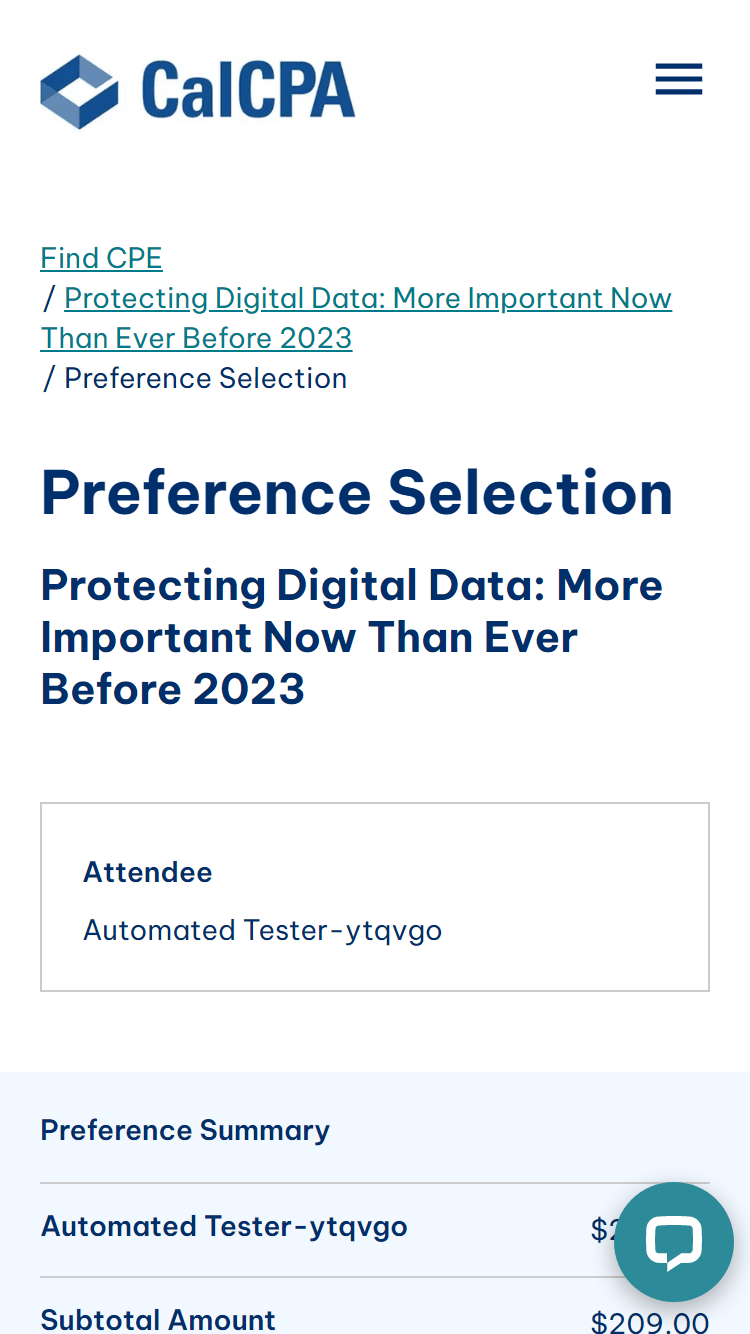 CalCPA
Find CPE
/ Protecting Digital Data: More Important Now
Than Ever Before 2023
/ Preference Selection
Preference Selection
Protecting Digital Data: More
Important Now Than Ever
Before 2023
Attendee
Automated Tester-ytqvgo
Preference Summary
Automated Tester-ytqvgo
Subtotal Amount $209.00